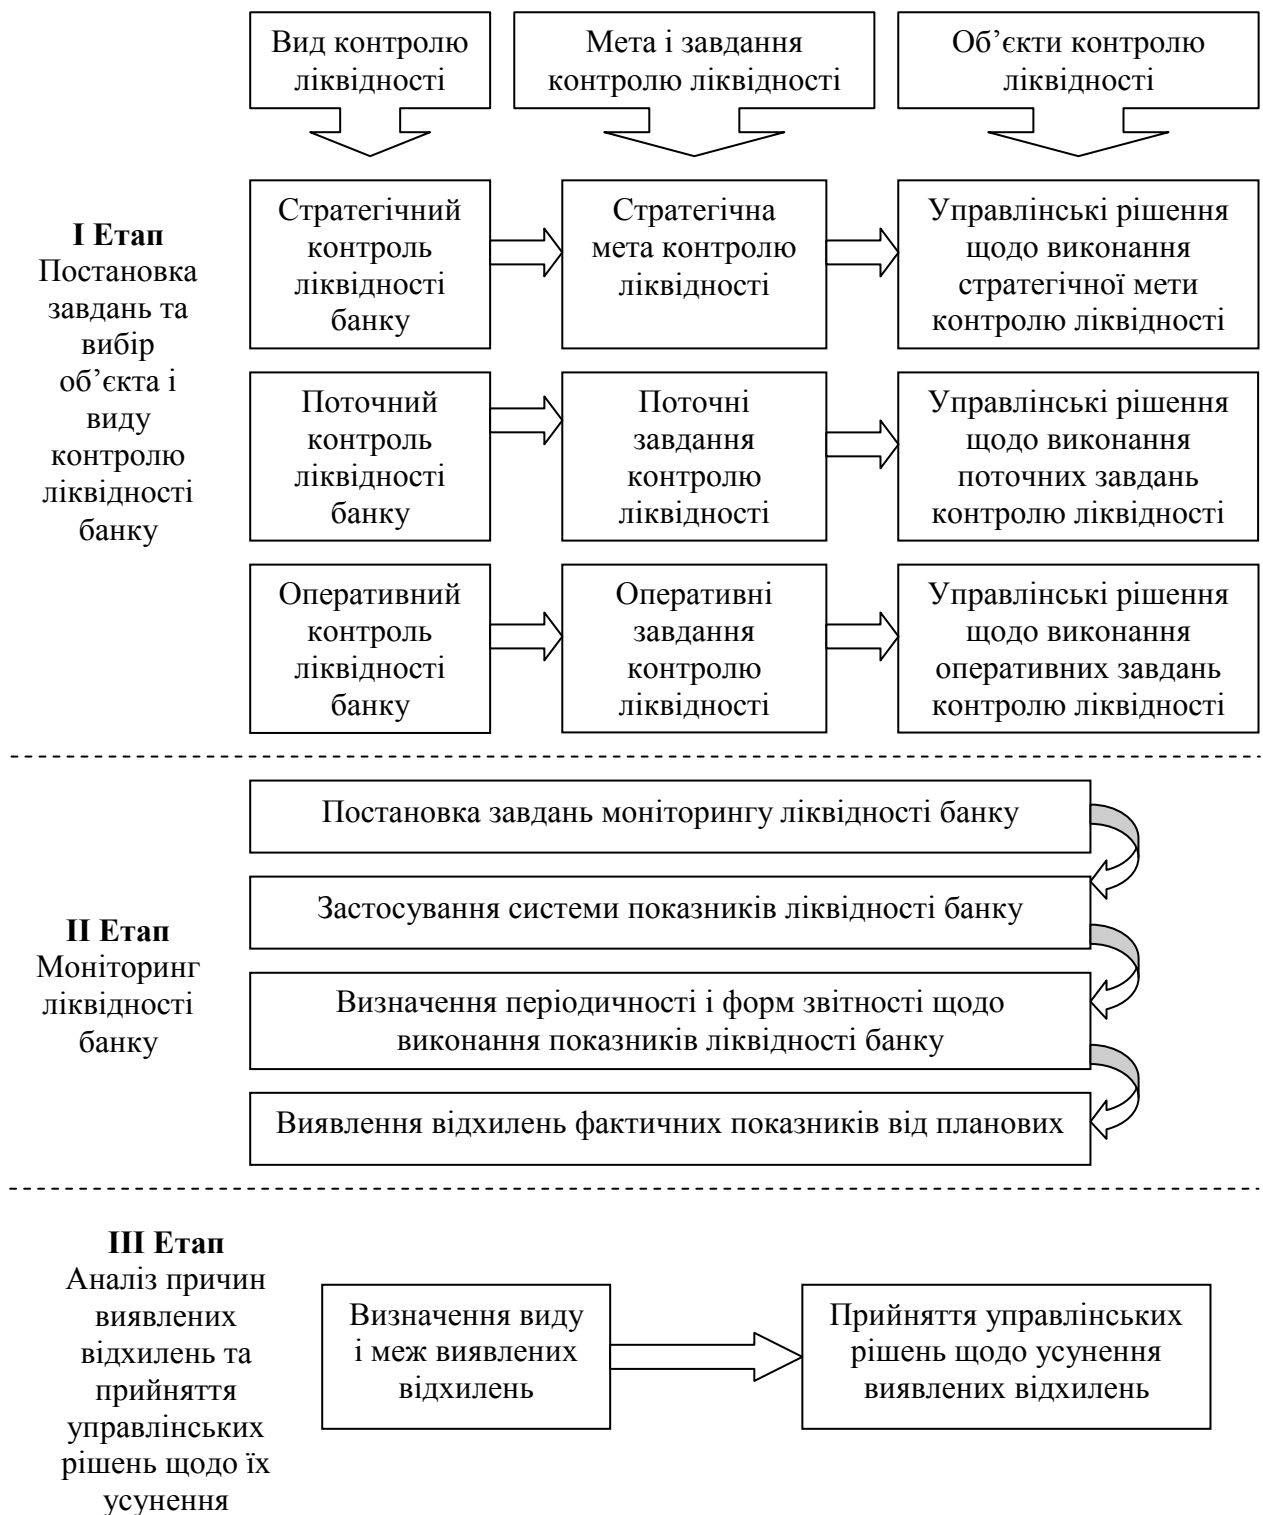 Вид контролю
ліквідності
Мета і завдання
контролю ліквідності
Об’єкти контролю
ліквідності
I Етап
Постановка
завдань та
вибір
об’єкта і
виду
контролю
ліквідності
банку
Стратегічний
контроль
ліквідності
банку
Стратегічна
мета контролю
ліквідності
Управлінські рішення
щодо виконання
стратегічної мети
контролю ліквідності
Поточний
контроль
ліквідності
банку
Поточні
завдання
контролю
ліквідності
Управлінські рішення
щодо виконання
поточних завдань
контролю ліквідності
Оперативний
контроль
ліквідності
банку
Оперативні
завдання
контролю
ліквідності
Управлінські рішення
щодо виконання
оперативних завдань
контролю ліквідності
II Етап
Моніторинг
ліквідності
банку
Постановка завдань моніторингу ліквідності банку
Застосування системи показників ліквідності банку
Визначення періодичності і форм звітності щодо
виконання показників ліквідності банку
Виявлення відхилень фактичних показників від планових
III Етап
Аналіз причин
виявлених
відхилень та
прийняття
управлінських
рішень щодо їх
усунення
Визначення виду
і меж виявлених
відхилень
Прийняття управлінських
рішень щодо усунення
виявлених відхилень